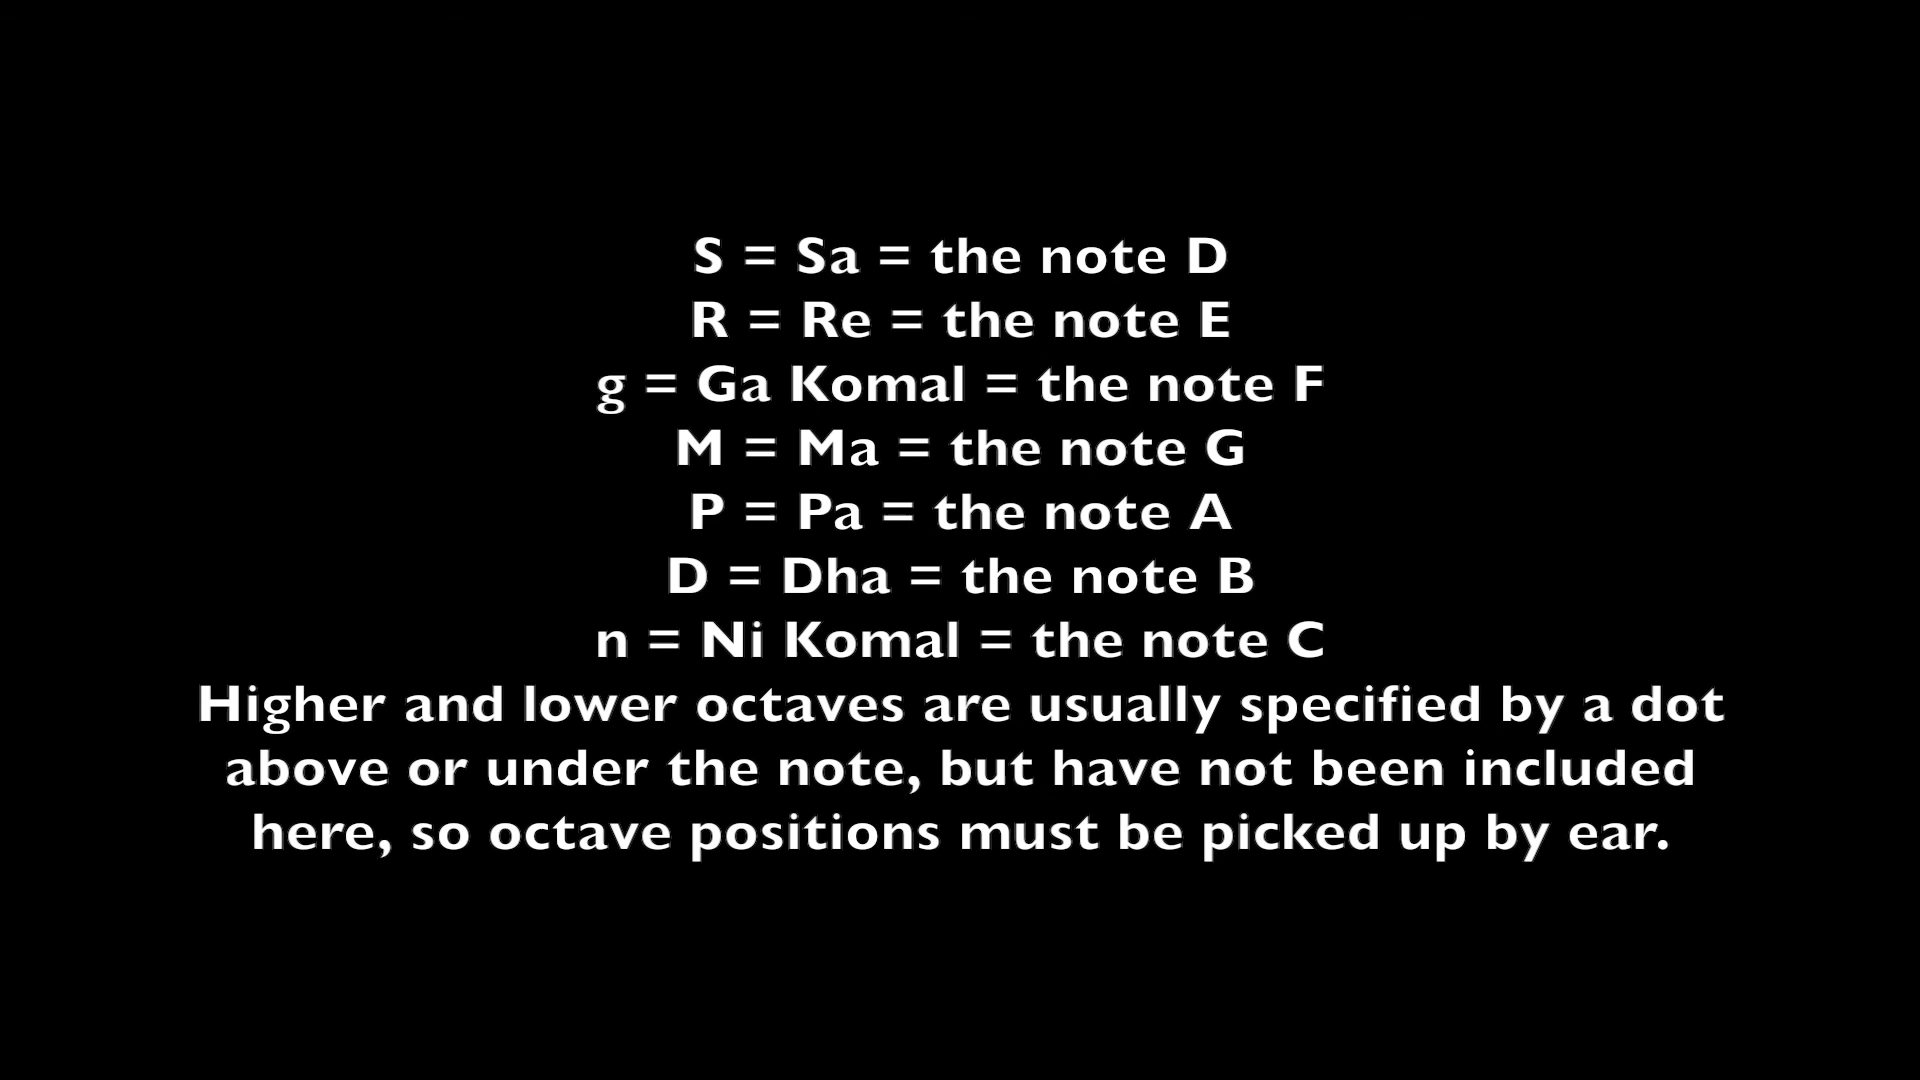 S = Sa = the note D
R = Re = the note E
g = Ga Komal = the note F
M = Ma = the note G
P = Pa = the note A
D = Dha = the note B
n = Ni Komal = the note C
Higher and lower octaves are usually specified by a dot
above or under the note, but have not been included
here, so octave positions must be picked up by ear.